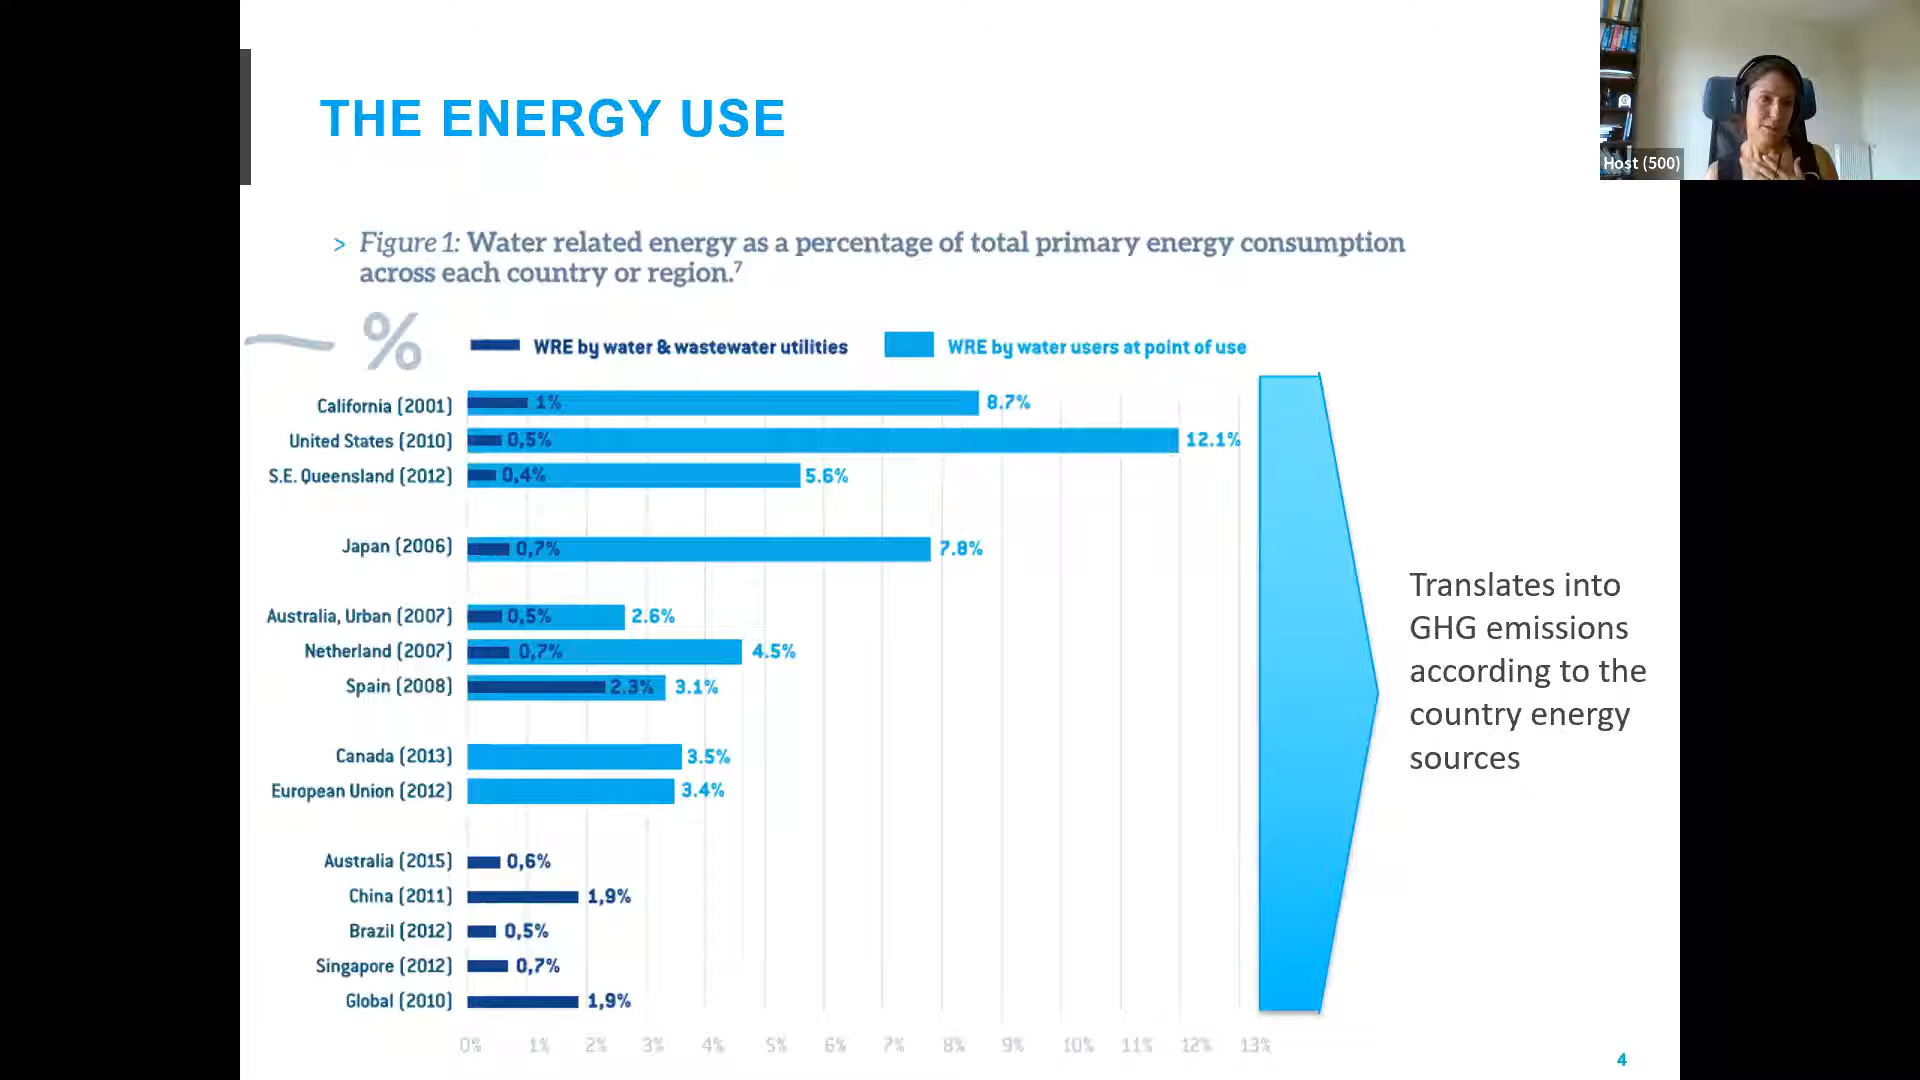 THE ENERGY USE
Host (500)
> Figure 1: Water related energy as a percentage of total primary energy consumption
across each country or region.7
%
WRE by water & wastewater utilities
WRE by water users at point of use
California (2001) 1% 8.7%
United States (2010) 0,5% 12.1%
S.E. Queensland (2012) 0,4% 5.6%
Japan (2006) 0,7% 7.8%
Australia, Urban (2007) 0,5% 2.6%
Netherland (2007) 0,7% 4.5%
Spain (2008) 2.3% 3.1%
Canada (2013) 3.5%
European Union (2012) 3.4%
Australia (2015) 0,6%
China (2011) 1,9%
Brazil (2012) 0,5%
Singapore (2012) 0,7%
Global (2010) 1,9%
0% 1% 2% 3% 4% 5% 6% 7% 8% 9% 10% 11% 12% 13%
Translates into
GHG emissions
according to the
country energy
sources
4